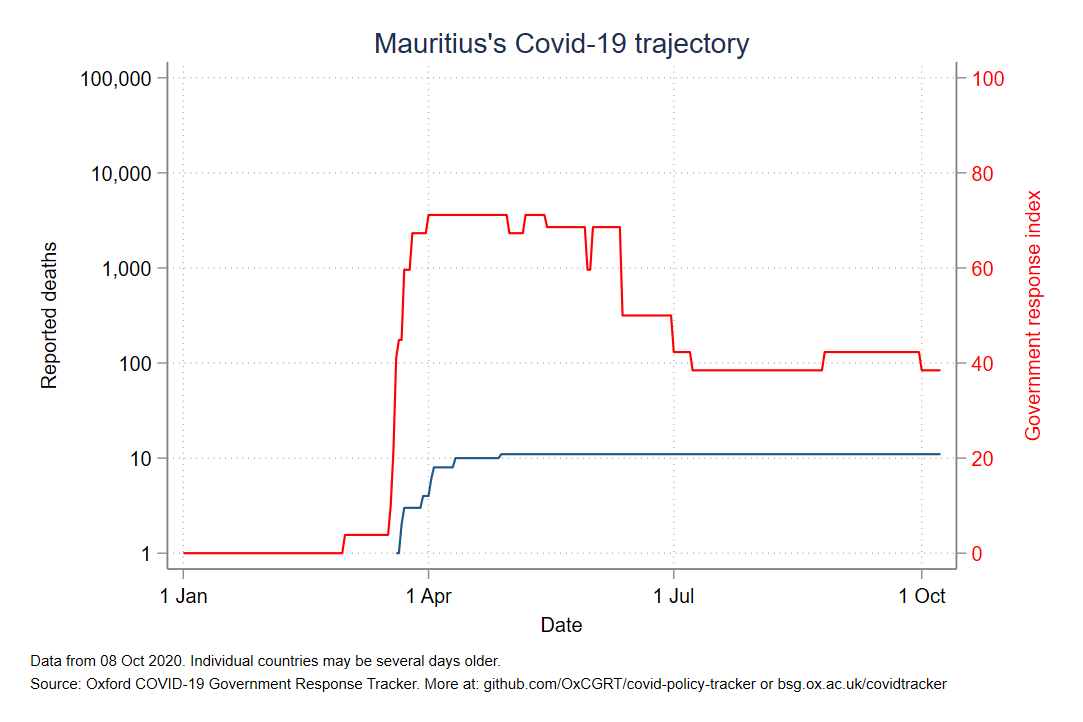 Mauritius's Covid-19 trajectory
100,000
10,000
1,000
100
10
1
Reported deaths
100
80
60
40
20
0
Government response index
1 Jan
1 Apr
1 Jul
1 Oct
Date
Data from 08 Oct 2020. Individual countries may be several days older.
Source: Oxford COVID-19 Government Response Tracker. More at: github.com/OxCGRT/covid-policy-tracker or bsg.ox.ac.uk/covidtracker